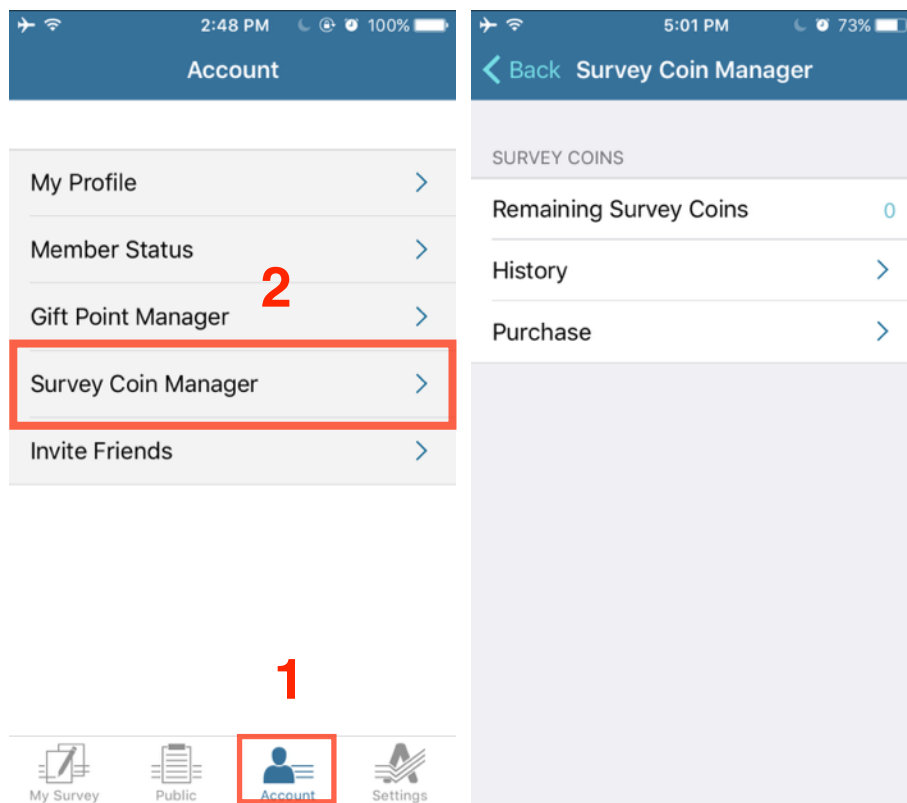 2:48 PM 100%
Account
My Profile
Member Status
2
Gift Point Manager
Survey Coin Manager
Invite Friends
1
My Survey Public Account Settings
5:01 PM 73%
Back Survey Coin Manager
SURVEY COINS
Remaining Survey Coins 0
History
Purchase